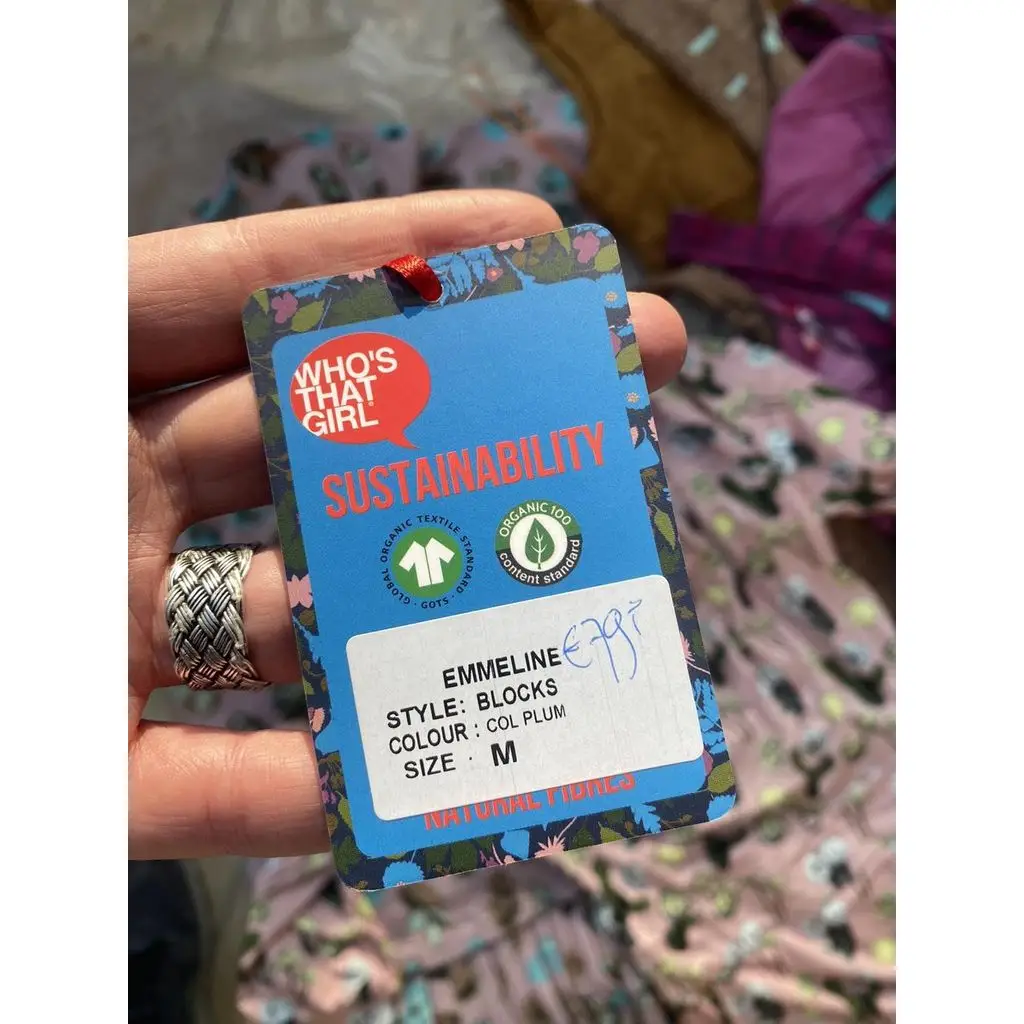 WHO'S
THAT
GIRL®
SUSTAINABILITY
GLOBAL ORGANIC TEXTILE STANDARD · GOTS ·
ORGANIC 100
content standard
EMMELINE
STYLE: BLOCKS
COLOUR : COL PLUM
SIZE : M
NATURAL FIBRES